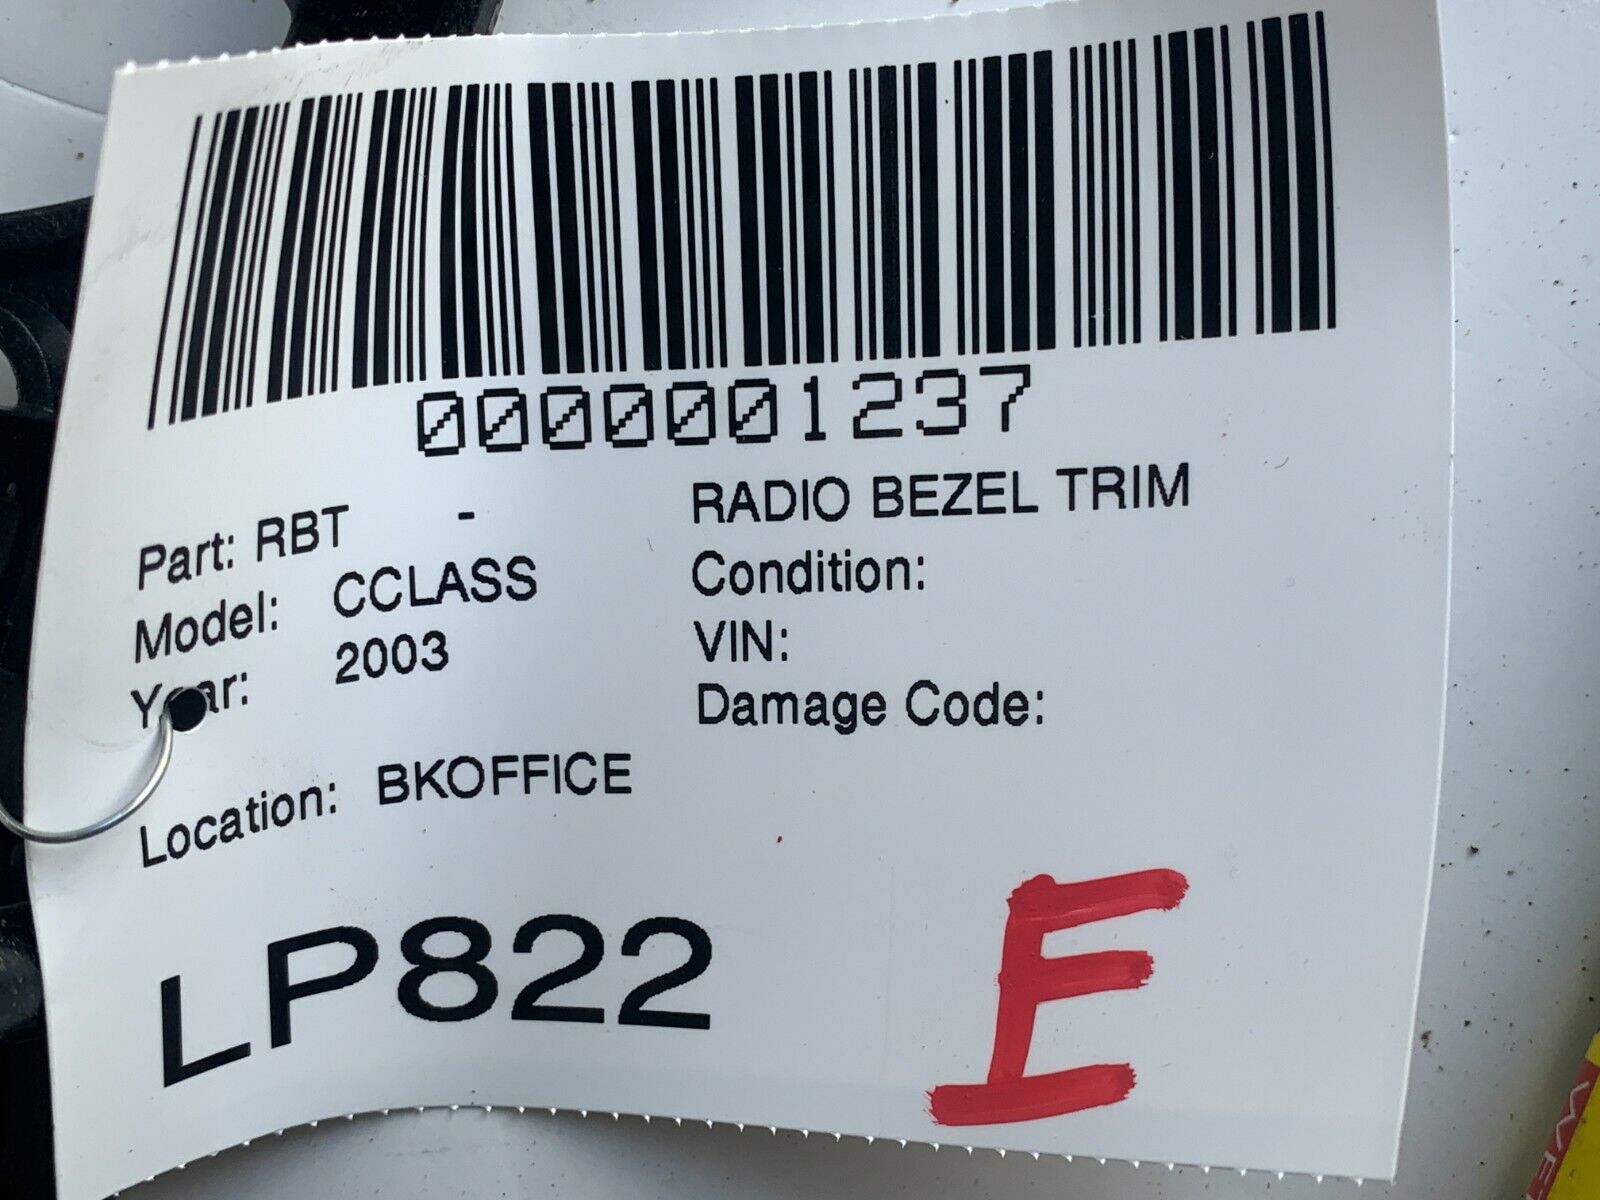 0000001237
Part: RBT - RADIO BEZEL TRIM
Model: CCLASS Condition:
Year: 2003 VIN:
Damage Code:
Location: BKOFFICE
LP822 E